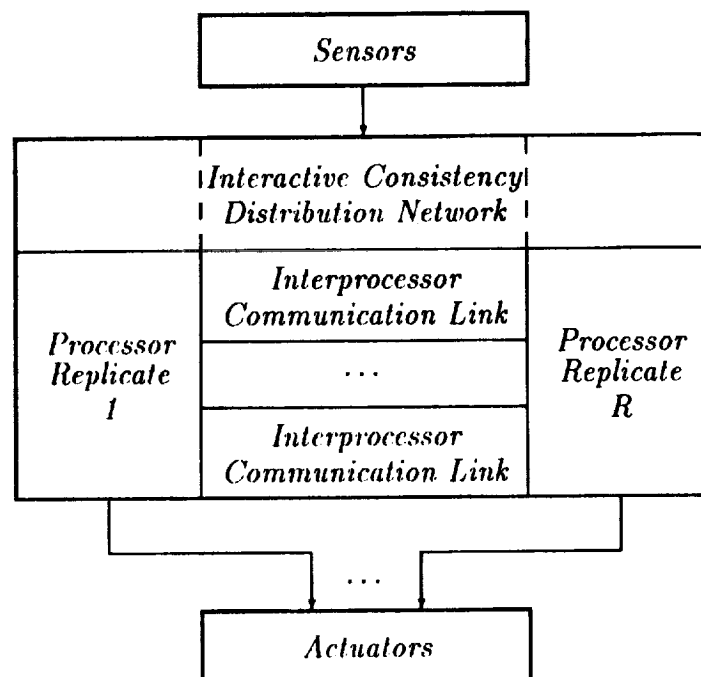 Sensors
Interactive Consistency
Distribution Network
Interprocessor
Communication Link
Processor
Replicate
1
...
Processor
Replicate
R
Interprocessor
Communication Link
...
Actuators